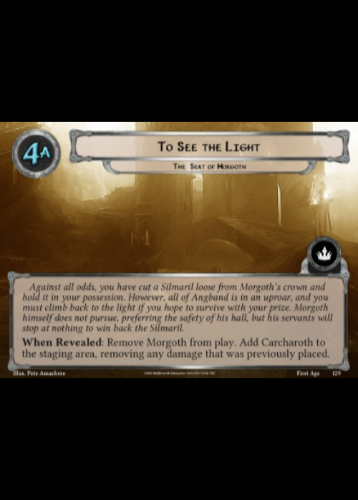 4A
To See the Light
The Seat of Morgoth
Against all odds, you have cut a Silmaril loose from Morgoth's crown and
hold it in your possession. However, all of Angband is in an uproar, and you
must climb back to the light if you hope to survive with your prize. Morgoth
himself does not pursue, preferring the safety of his hall, but his servants will
stop at nothing to win back the Silmaril.
When Revealed: Remove Morgoth from play. Add Carcharoth to
the staging area, removing any damage that was previously placed.
Illus. Pete Amachree
First Age